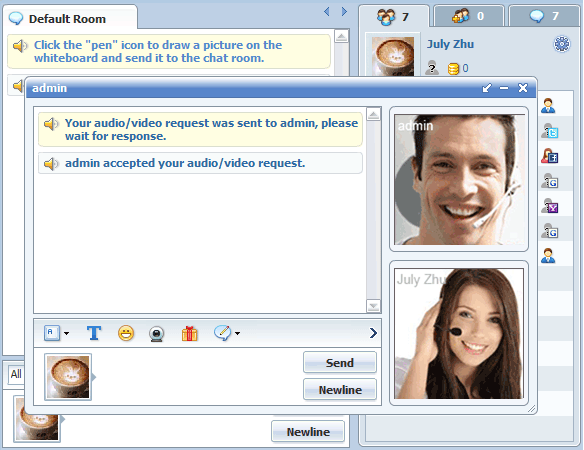 Default Room
7
0
7
Click the "pen" icon to draw a picture on the
whiteboard and send it to the chat room.
July Zhu
0
admin
Your audio/video request was sent to admin, please
wait for response.
admin accepted your audio/video request.
admin
July Zhu
A
T
Send
Newline
All
Newline